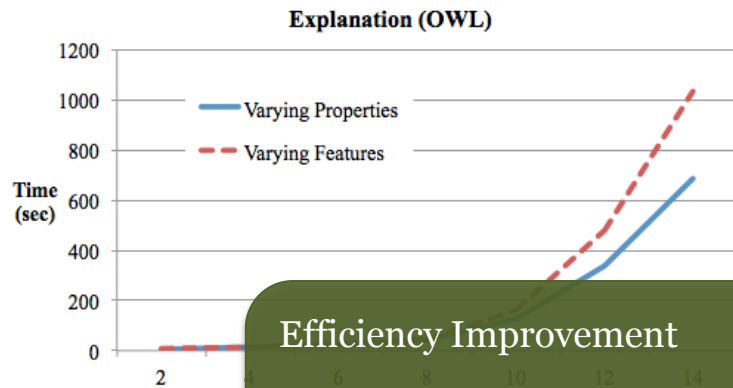 Explanation (OWL)
1200
1000
800
600
400
200
0
Time
(sec)
Varying Properties
Varying Features
Efficiency Improvement
2 4 6 8 10 12 14